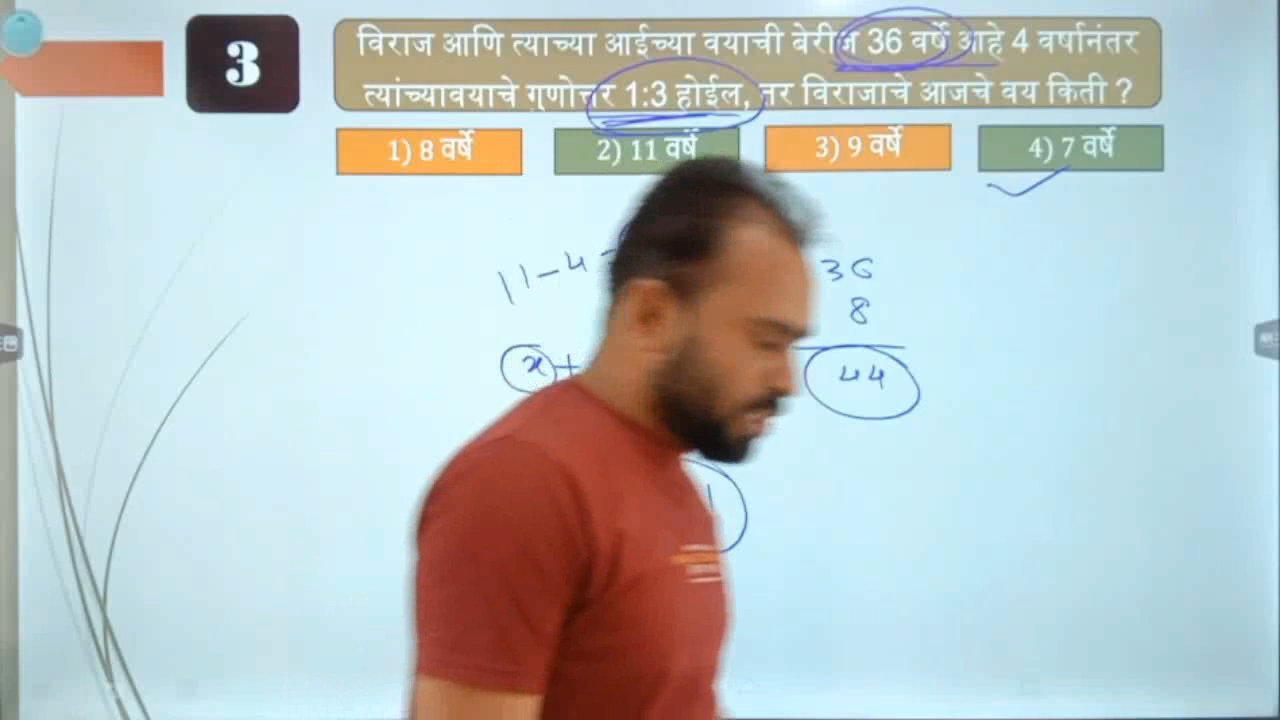 3
विराज आणि त्याच्या आईच्या वयाची बेरीज 36 वर्षे आहे 4 वर्षानंतर
त्यांच्यावयाचे गुणोत्तर 1:3 होईल, तर विराजाचे आजचे वय किती ?
1) 8 वर्षे 2) 11 वर्षे 3) 9 वर्षे 4) 7 वर्षे
11-4
36
8
x+
44